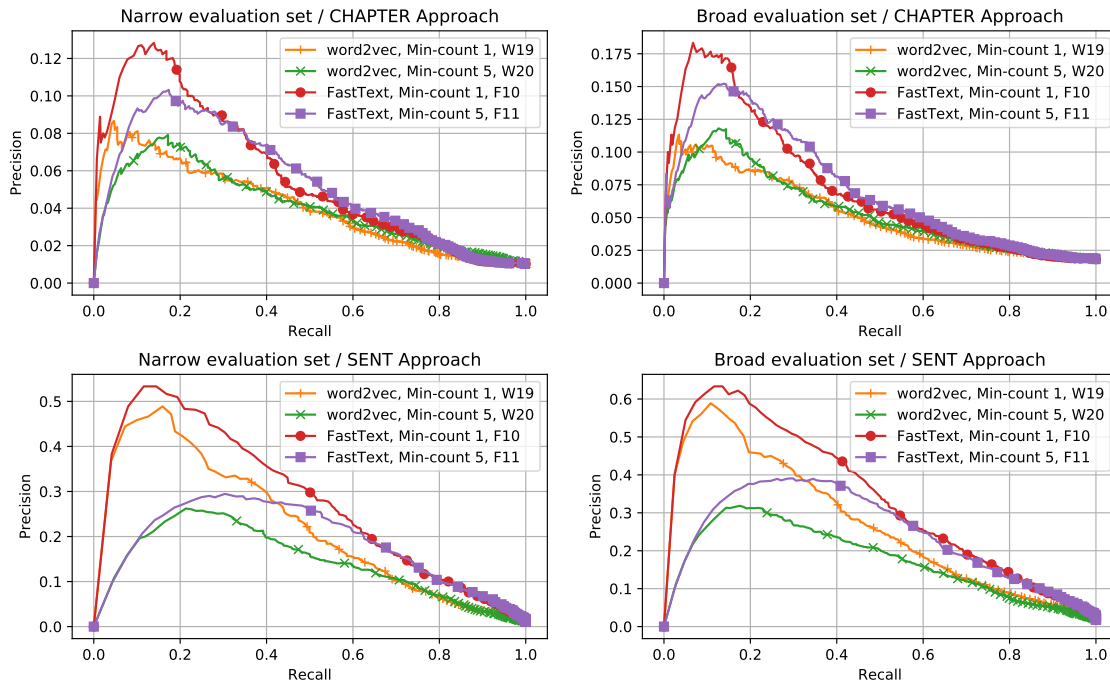 Narrow evaluation set / CHAPTER Approach
Precision
0.12
0.10
0.08
0.06
0.04
0.02
0.00
word2vec, Min-count 1, W19
word2vec, Min-count 5, W20
FastText, Min-count 1, F10
FastText, Min-count 5, F11
0.0 0.2 0.4 0.6 0.8 1.0
Recall
Broad evaluation set / CHAPTER Approach
Precision
0.175
0.150
0.125
0.100
0.075
0.050
0.025
0.000
word2vec, Min-count 1, W19
word2vec, Min-count 5, W20
FastText, Min-count 1, F10
FastText, Min-count 5, F11
0.0 0.2 0.4 0.6 0.8 1.0
Recall
Narrow evaluation set / SENT Approach
Precision
0.5
0.4
0.3
0.2
0.1
0.0
word2vec, Min-count 1, W19
word2vec, Min-count 5, W20
FastText, Min-count 1, F10
FastText, Min-count 5, F11
0.0 0.2 0.4 0.6 0.8 1.0
Recall
Broad evaluation set / SENT Approach
Precision
0.6
0.5
0.4
0.3
0.2
0.1
0.0
word2vec, Min-count 1, W19
word2vec, Min-count 5, W20
FastText, Min-count 1, F10
FastText, Min-count 5, F11
0.0 0.2 0.4 0.6 0.8 1.0
Recall